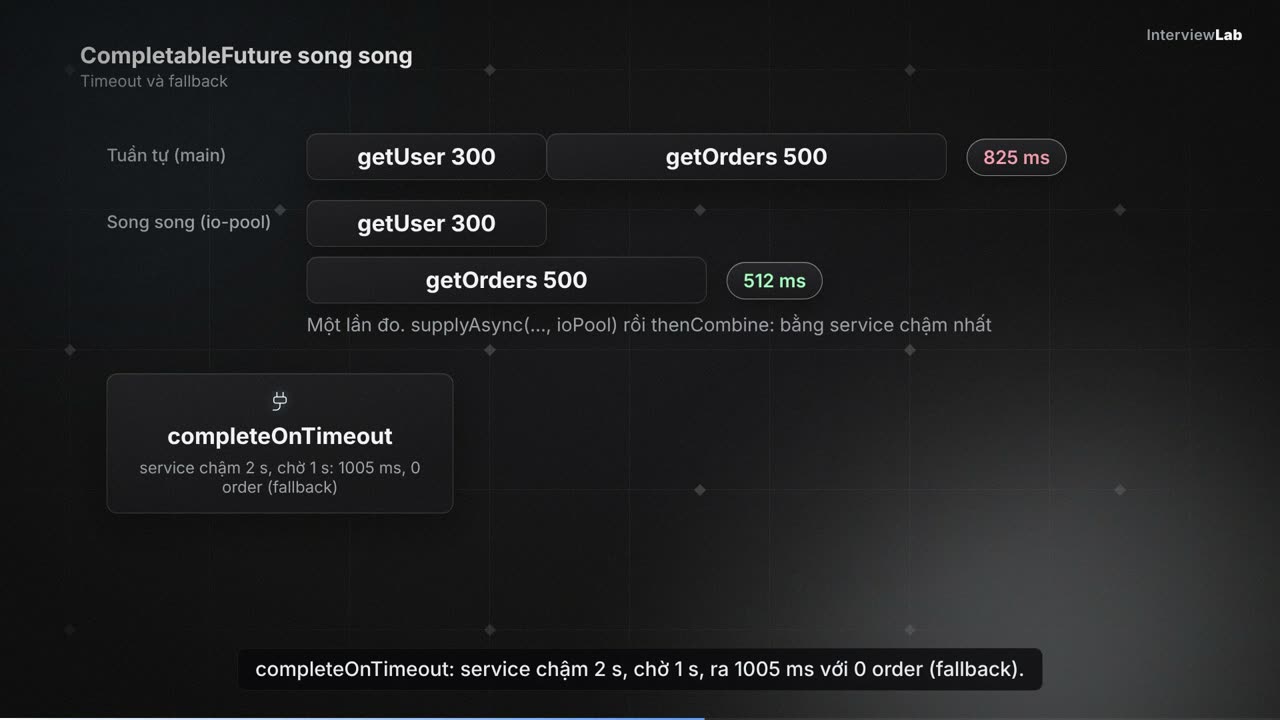 CompletableFuture song song
InterviewLab
Timeout và fallback
Tuần tự (main)
getUser 300
getOrders 500
825 ms
Song song (io-pool)
getUser 300
getOrders 500
512 ms
Một lần đo. supplyAsync(..., ioPool) rồi thenCombine: bằng service chậm nhất
completeOnTimeout
service chậm 2 s, chờ 1 s: 1005 ms, 0
order (fallback)
completeOnTimeout: service chậm 2 s, chờ 1 s, ra 1005 ms với 0 order (fallback).